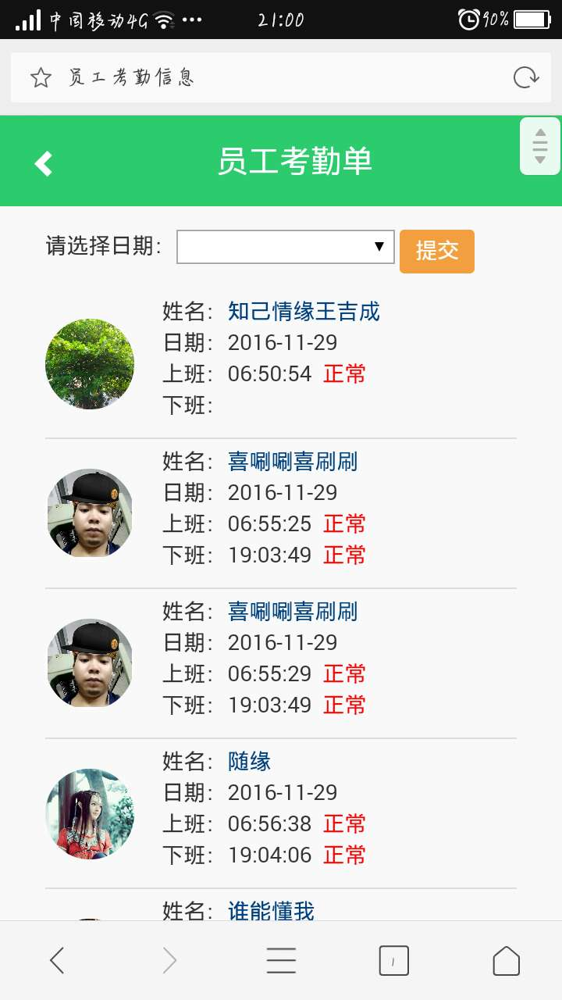 中国移动4G 21:00 90%
员工考勤信息
员工考勤单
请选择日期： 提交
姓名： 知己情缘王吉成
日期： 2016-11-29
上班： 06:50:54 正常
下班：
姓名： 喜唰唰喜刷刷
日期： 2016-11-29
上班： 06:55:25 正常
下班： 19:03:49 正常
姓名： 喜唰唰喜刷刷
日期： 2016-11-29
上班： 06:55:29 正常
下班： 19:03:49 正常
姓名： 随缘
日期： 2016-11-29
上班： 06:56:38 正常
下班： 19:04:06 正常
姓名： 谁能懂我
1